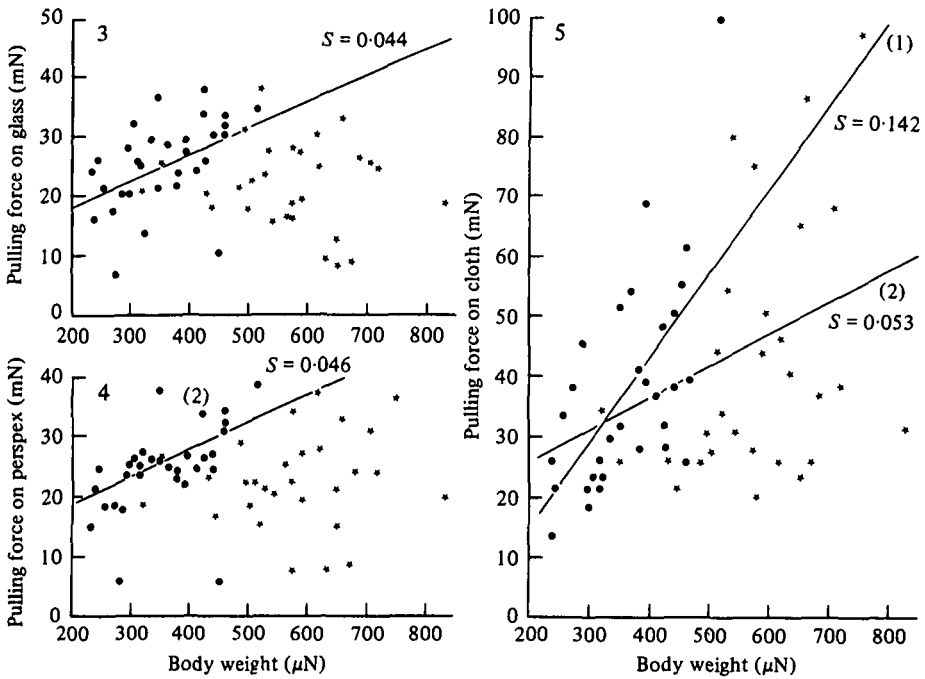 3
Pulling force on glass (mN)
50
40
30
20
10
0
S = 0·044
200 300 400 500 600 700 800
4
Pulling force on perspex (mN)
40
30
20
10
0
(2)
S = 0·046
200 300 400 500 600 700 800
Body weight (μN)
5
Pulling force on cloth (mN)
100
90
80
70
60
50
40
30
20
10
0
(1)
S = 0·142
(2)
S = 0·053
200 300 400 500 600 700 800
Body weight (μN)